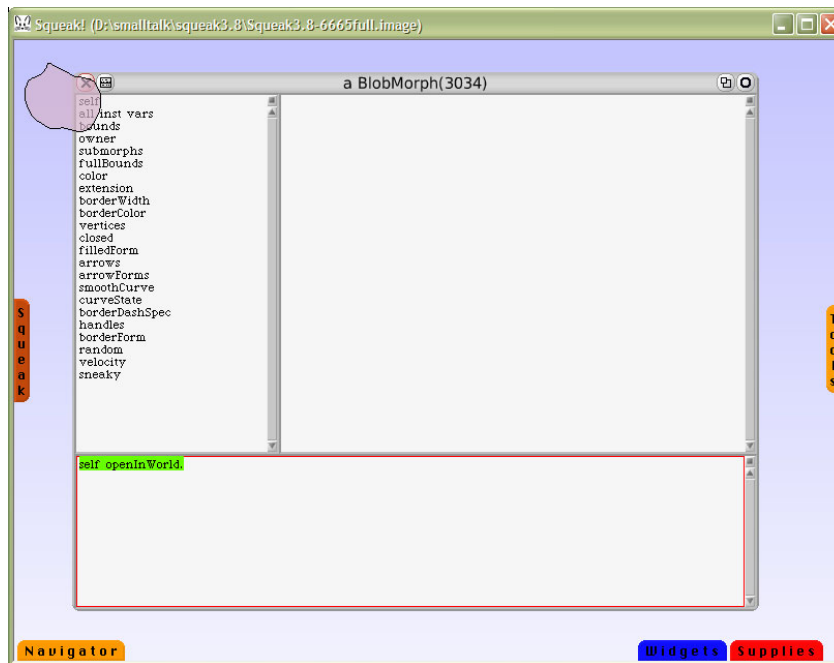 Squeak! (D:\smalltalk\squeak3.8\Squeak3.8-6665full.image)
a BlobMorph(3034)
self
all inst vars
bounds
owner
submorphs
fullBounds
color
extension
borderWidth
borderColor
vertices
closed
filledForm
arrows
arrowForms
smoothCurve
curveState
borderDashSpec
handles
borderForm
random
velocity
sneaky
Squeak
Tools
self openInWorld.
Navigator
Widgets
Supplies